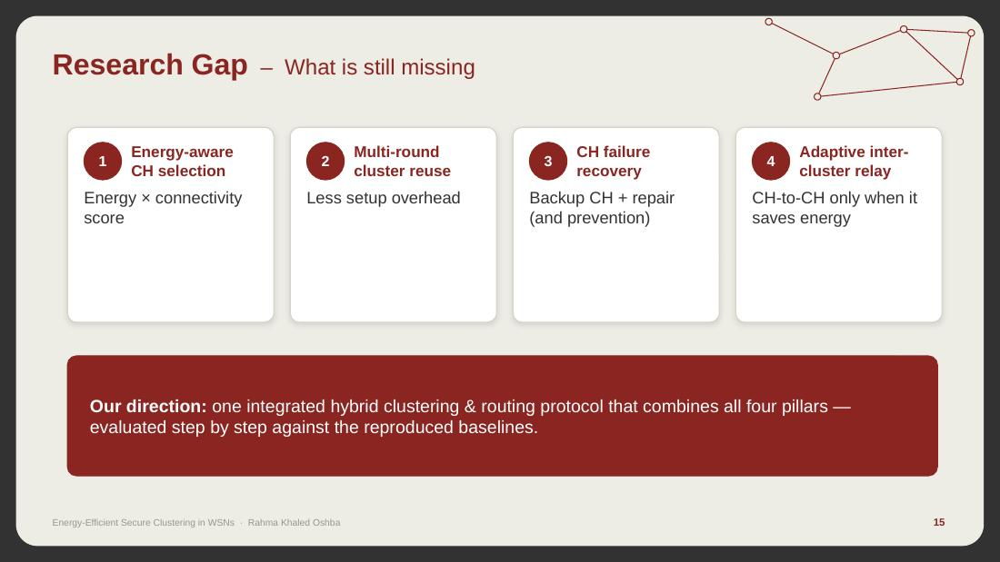 Research Gap – What is still missing
1
Energy-aware
CH selection
Energy × connectivity
score
2
Multi-round
cluster reuse
Less setup overhead
3
CH failure
recovery
Backup CH + repair
(and prevention)
4
Adaptive inter-
cluster relay
CH-to-CH only when it
saves energy
Our direction: one integrated hybrid clustering & routing protocol that combines all four pillars —
evaluated step by step against the reproduced baselines.
Energy-Efficient Secure Clustering in WSNs · Rahma Khaled Oshba
15